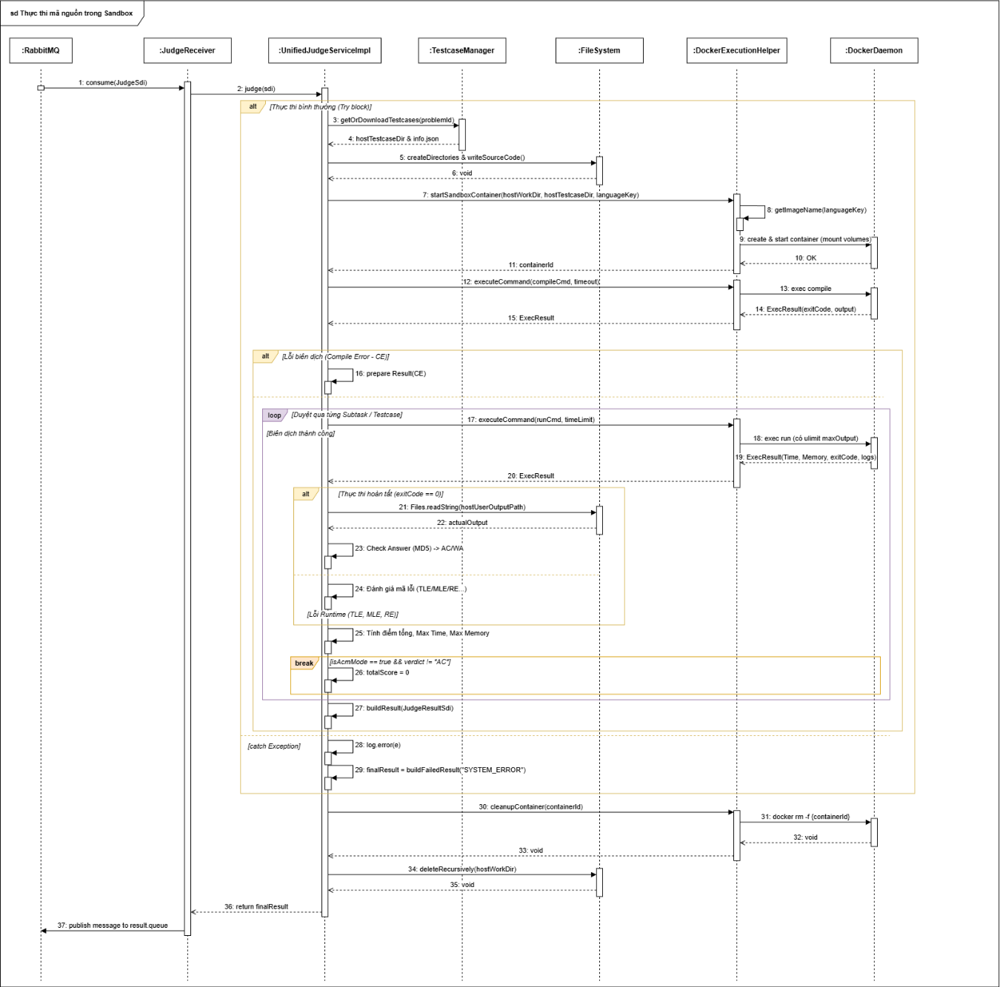 sd Thực thi mã nguồn trong Sandbox
:RabbitMQ
:JudgeReceiver
:UnifiedJudgeServiceImpl
:TestcaseManager
:FileSystem
:DockerExecutionHelper
:DockerDaemon
1: consume(JudgeSdi)
2: judge(sdi)
alt
[Thực thi bình thường (Try block)]
3: getOrDownloadTestcases(problemId)
4: hostTestcaseDir & info.json
5: createDirectories & writeSourceCode()
6: void
7: startSandboxContainer(hostWorkDir, hostTestcaseDir, languageKey)
8: getImageName(languageKey)
9: create & start container (mount volumes)
10: OK
11: containerId
12: executeCommand(compileCmd, timeout)
13: exec compile
14: ExecResult(exitCode, output)
15: ExecResult
alt
[Lỗi biên dịch (Compile Error - CE)]
16: prepare Result(CE)
loop
[Duyệt qua từng Subtask / Testcase]
17: executeCommand(runCmd, timeLimit)
[Biên dịch thành công]
18: exec run (có ulimit maxOutput)
19: ExecResult(Time, Memory, exitCode, logs)
20: ExecResult
alt
[Thực thi hoàn tất (exitCode == 0)]
21: Files.readString(hostUserOutputPath)
22: actualOutput
23: Check Answer (MD5) -> AC/WA
24: Đánh giá mã lỗi (TLE/MLE/RE...)
[Lỗi Runtime (TLE, MLE, RE)]
25: Tính điểm tổng, Max Time, Max Memory
break
[isAcmMode == true && verdict != "AC"]
26: totalScore = 0
27: buildResult(JudgeResultSdi)
[catch Exception]
28: log.error(e)
29: finalResult = buildFailedResult("SYSTEM_ERROR")
30: cleanupContainer(containerId)
31: docker rm -f {containerId}
32: void
33: void
34: deleteRecursively(hostWorkDir)
35: void
36: return finalResult
37: publish message to result.queue